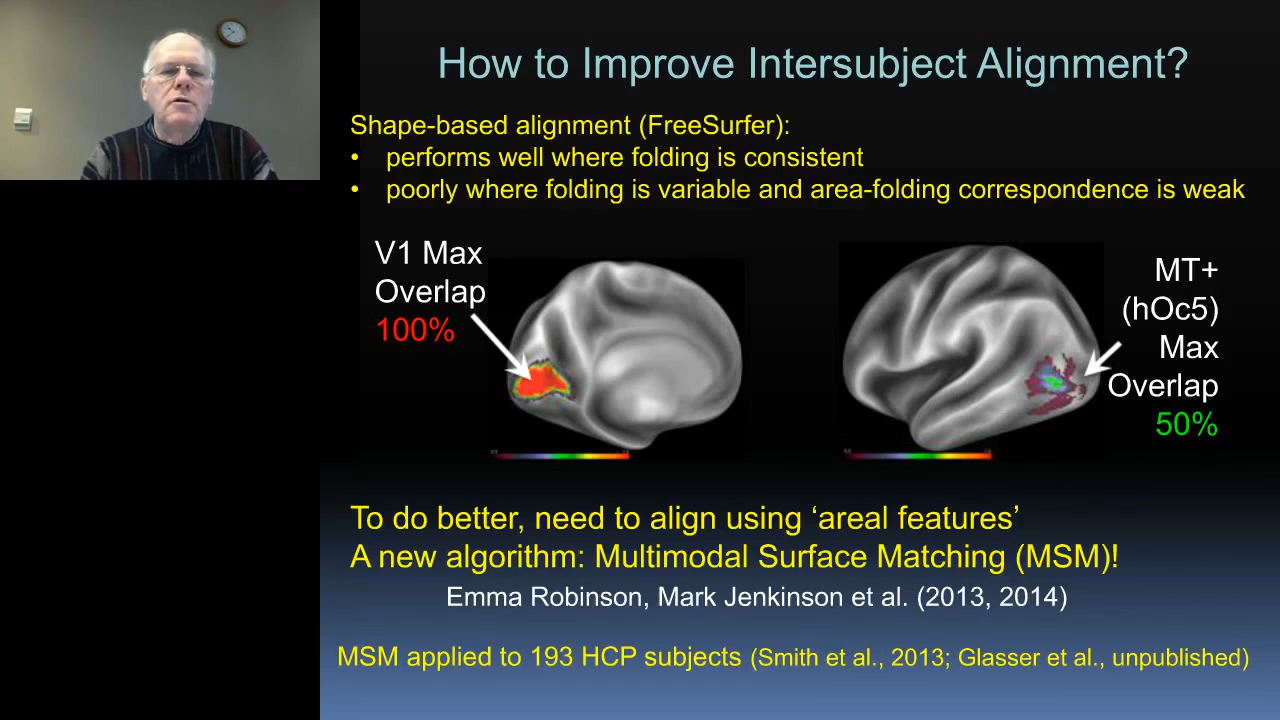 How to Improve Intersubject Alignment?
Shape-based alignment (FreeSurfer):
• performs well where folding is consistent
• poorly where folding is variable and area-folding correspondence is weak
V1 Max
Overlap
100%
MT+
(hOc5)
Max
Overlap
50%
To do better, need to align using ‘areal features’
A new algorithm: Multimodal Surface Matching (MSM)!
Emma Robinson, Mark Jenkinson et al. (2013, 2014)
MSM applied to 193 HCP subjects (Smith et al., 2013; Glasser et al., unpublished)